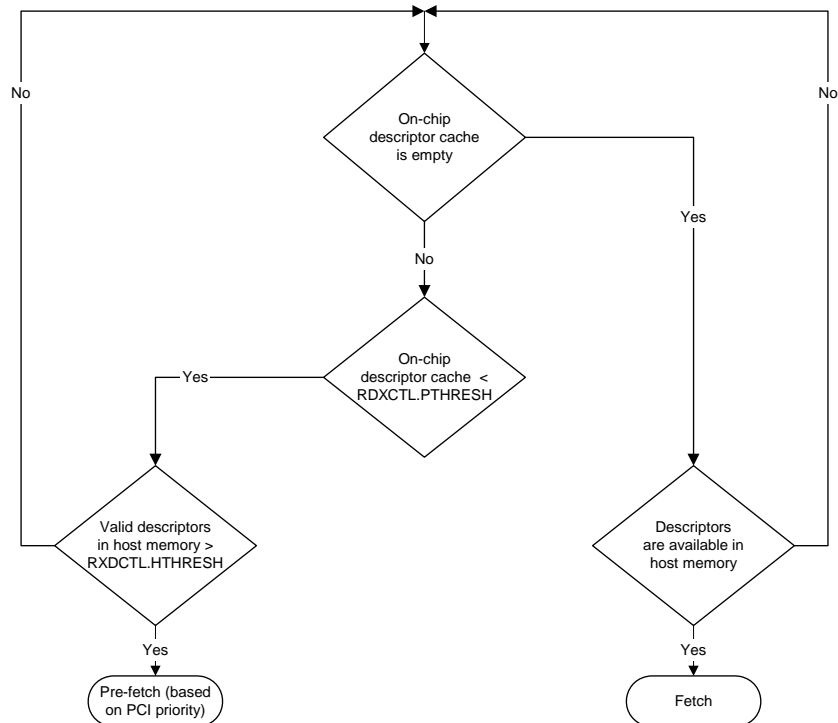 No
No
On-chip
descriptor cache
is empty
Yes
No
On-chip
descriptor cache <
RDXCTL.PTHRESH
Yes
Valid descriptors
in host memory >
RXDCTL.HTHRESH
Descriptors
are available in
host memory
Yes
Yes
Pre-fetch (based
on PCI priority)
Fetch